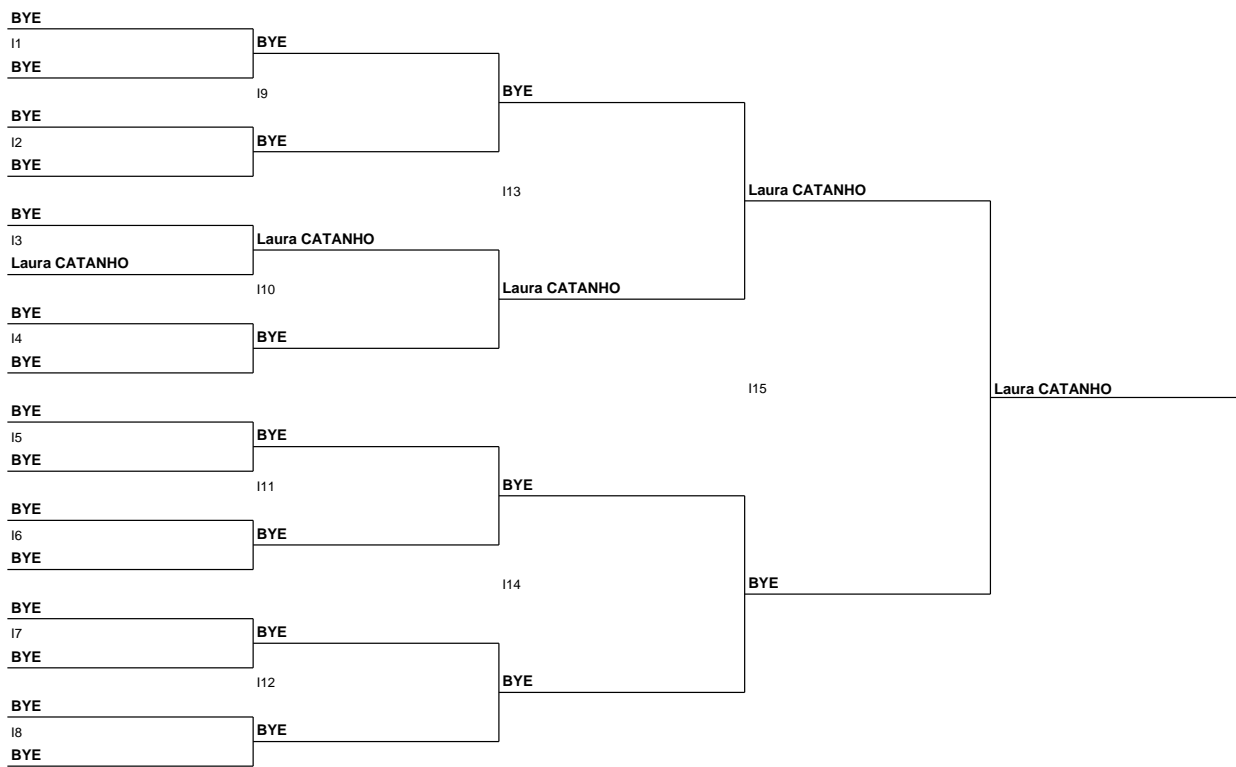 BYE
I1
BYE
BYE
I9
BYE
BYE
I2
BYE
BYE
I13
Laura CATANHO
BYE
I3
Laura CATANHO
Laura CATANHO
I10
Laura CATANHO
BYE
I4
BYE
BYE
I15
Laura CATANHO
BYE
I5
BYE
BYE
I11
BYE
BYE
I6
BYE
BYE
I14
BYE
BYE
I7
BYE
BYE
I12
BYE
BYE
I8
BYE
BYE